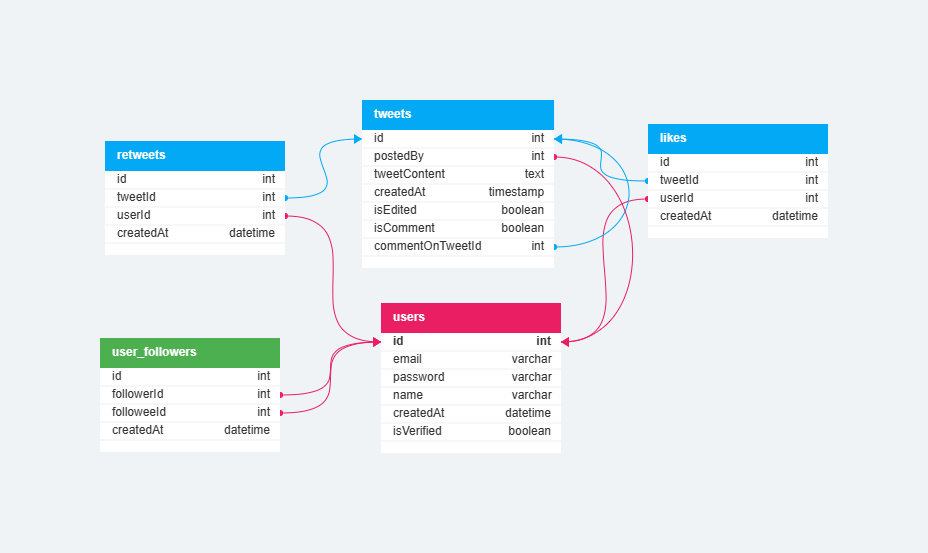 tweets
id int
postedBy int
tweetContent text
createdAt timestamp
isEdited boolean
isComment boolean
commentOnTweetId int
likes
id int
tweetId int
userId int
createdAt datetime
retweets
id int
tweetId int
userId int
createdAt datetime
users
id int
email varchar
password varchar
name varchar
createdAt datetime
isVerified boolean
user_followers
id int
followerId int
followeeId int
createdAt datetime